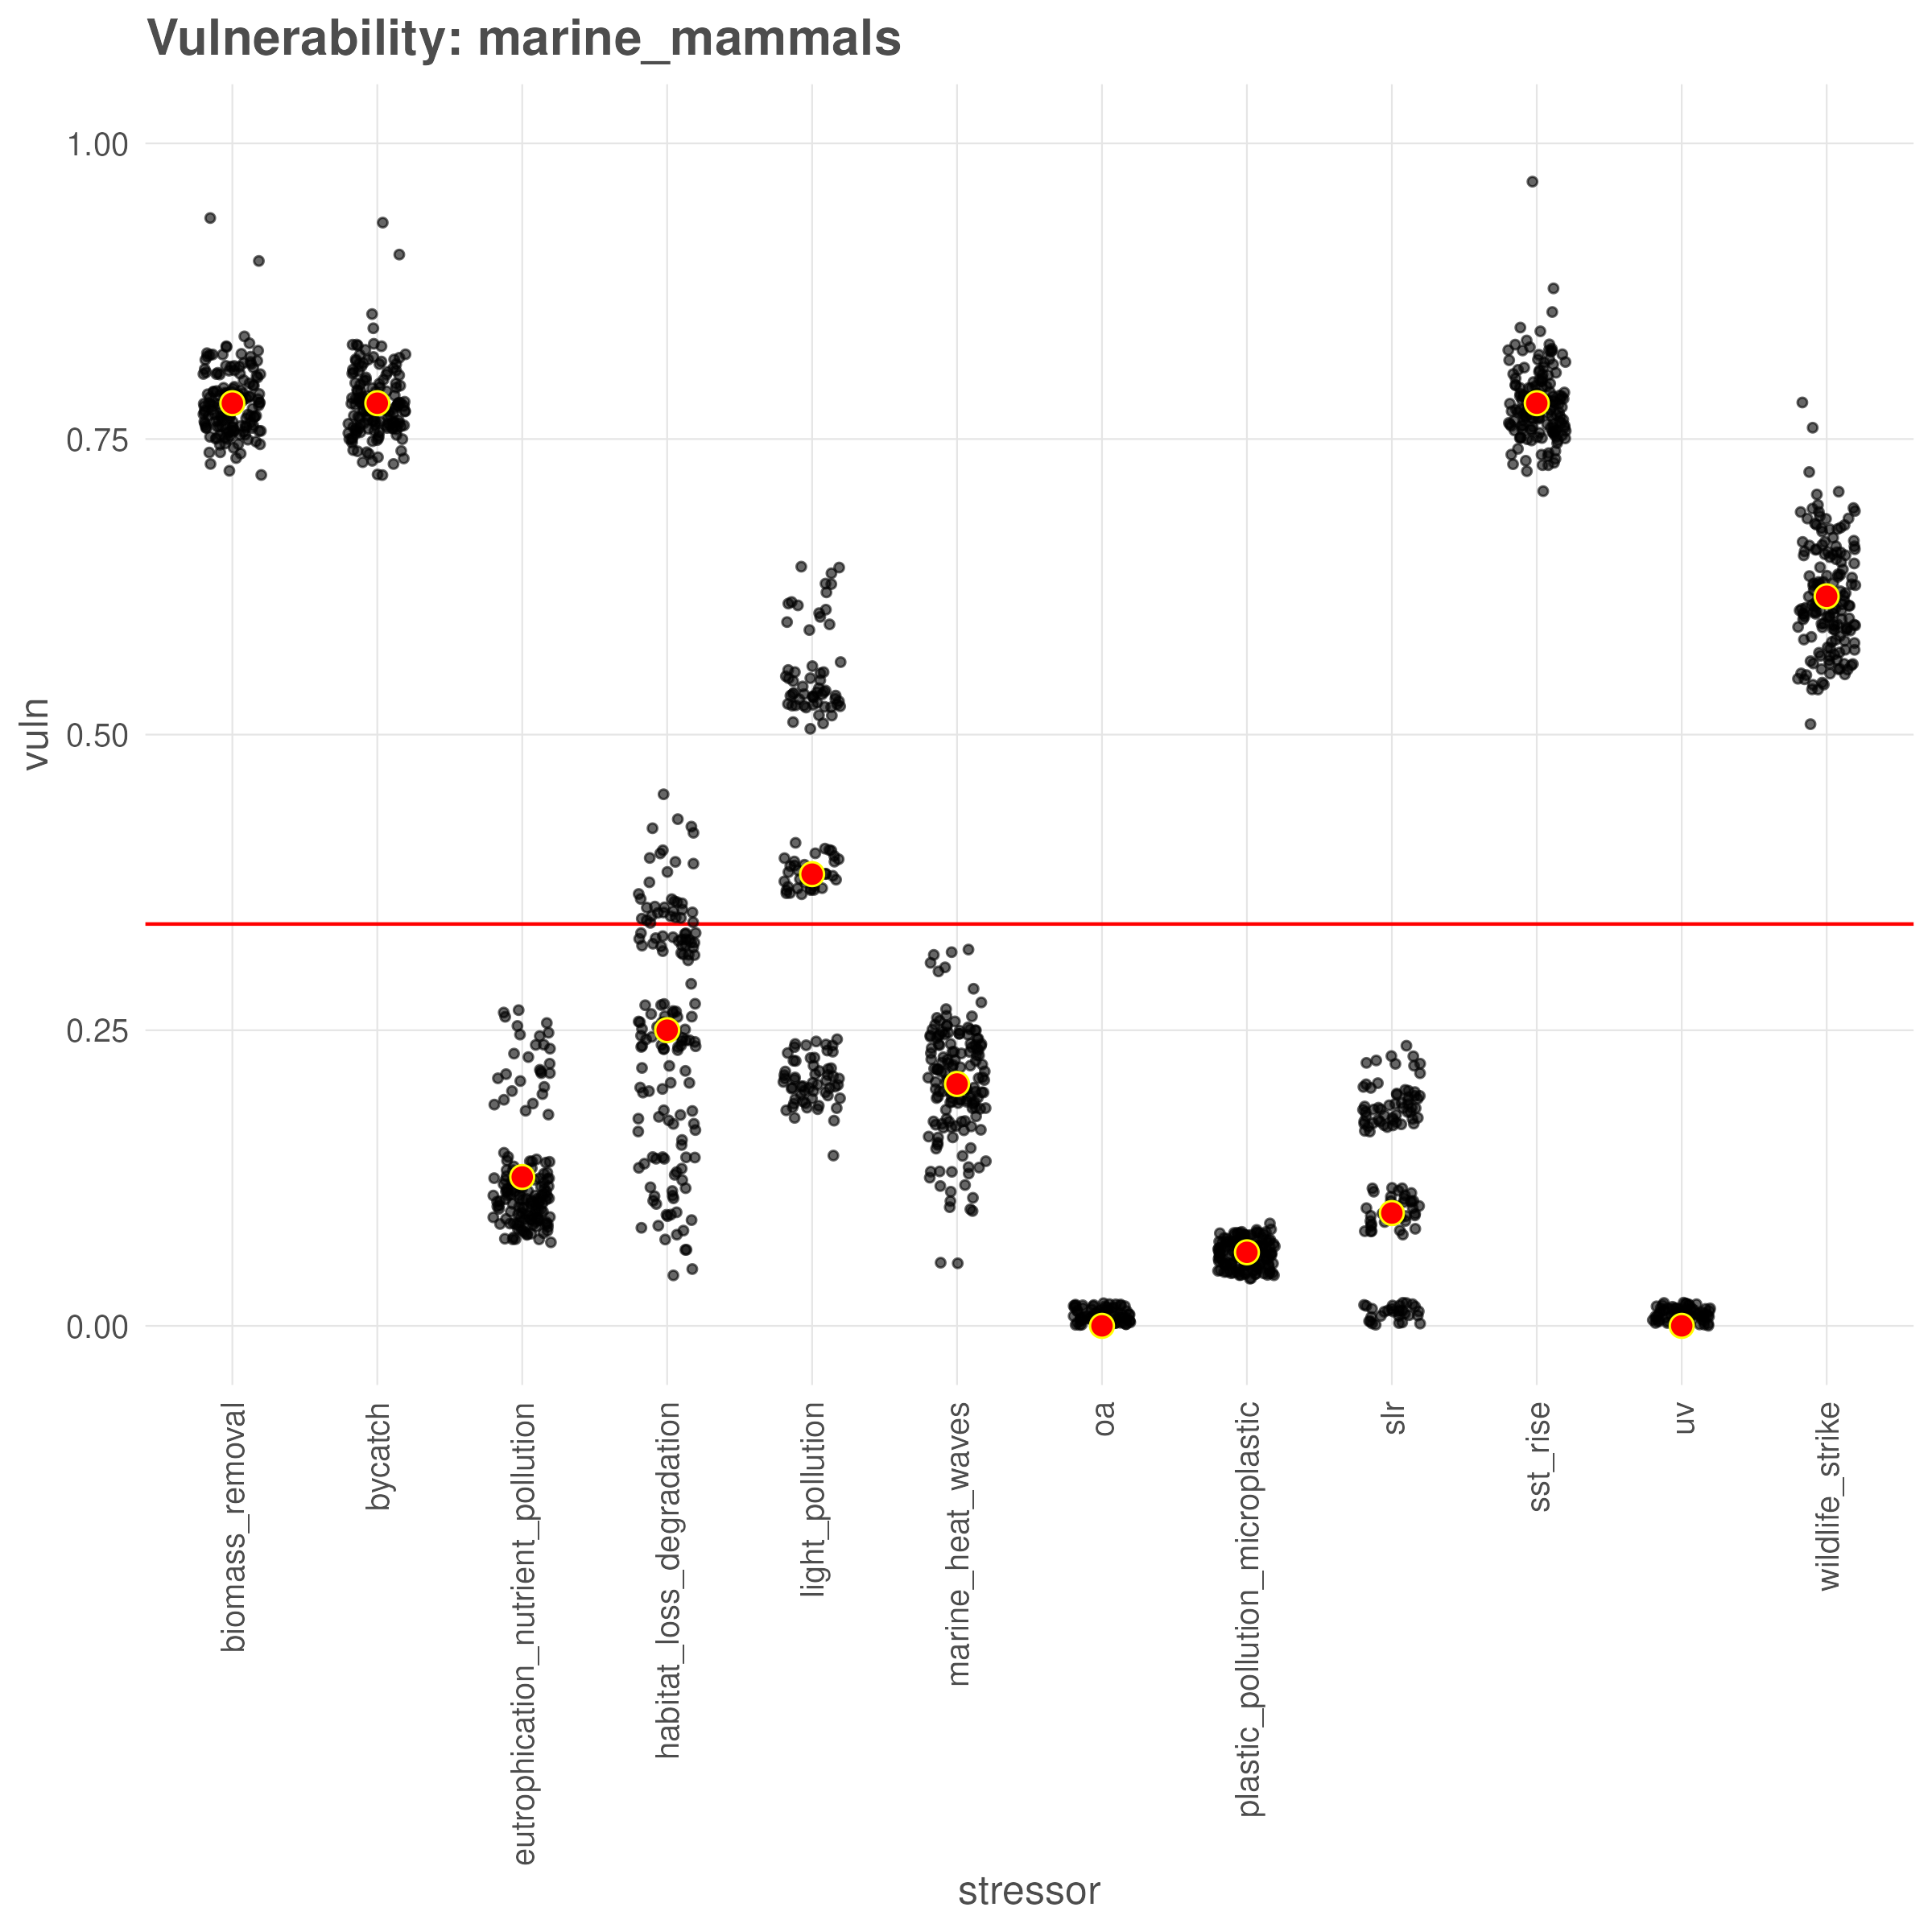 Vulnerability: marine_mammals
vuln
1.00
0.75
0.50
0.25
0.00
biomass_removal
bycatch
eutrophication_nutrient_pollution
habitat_loss_degradation
light_pollution
marine_heat_waves
oa
plastic_pollution_microplastic
slr
sst_rise
uv
wildlife_strike
stressor